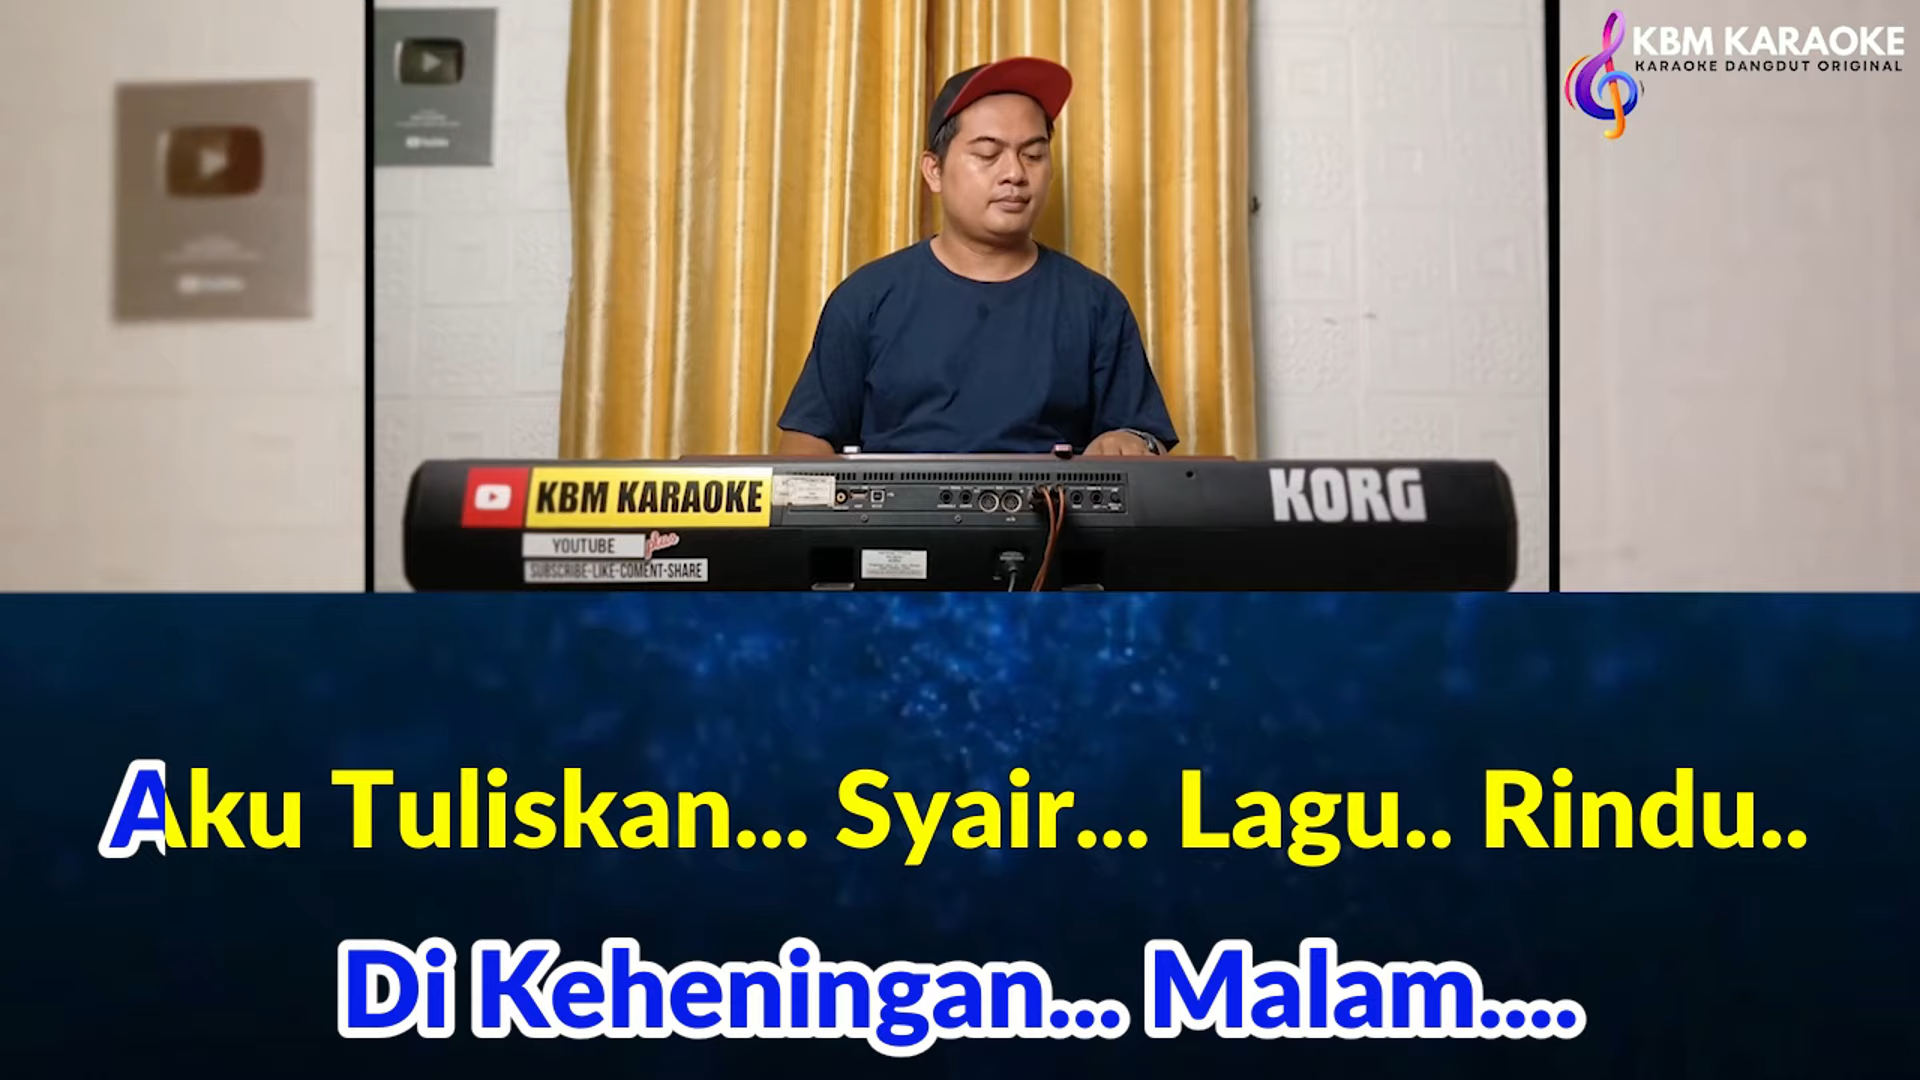 KBM KARAOKE
KARAOKE DANGDUT ORIGINAL
KBM KARAOKE
KORG
YOUTUBE plus
SUBSCRIBE-LIKE-COMENT-SHARE
Aku Tuliskan... Syair... Lagu.. Rindu..
Di Keheningan... Malam....